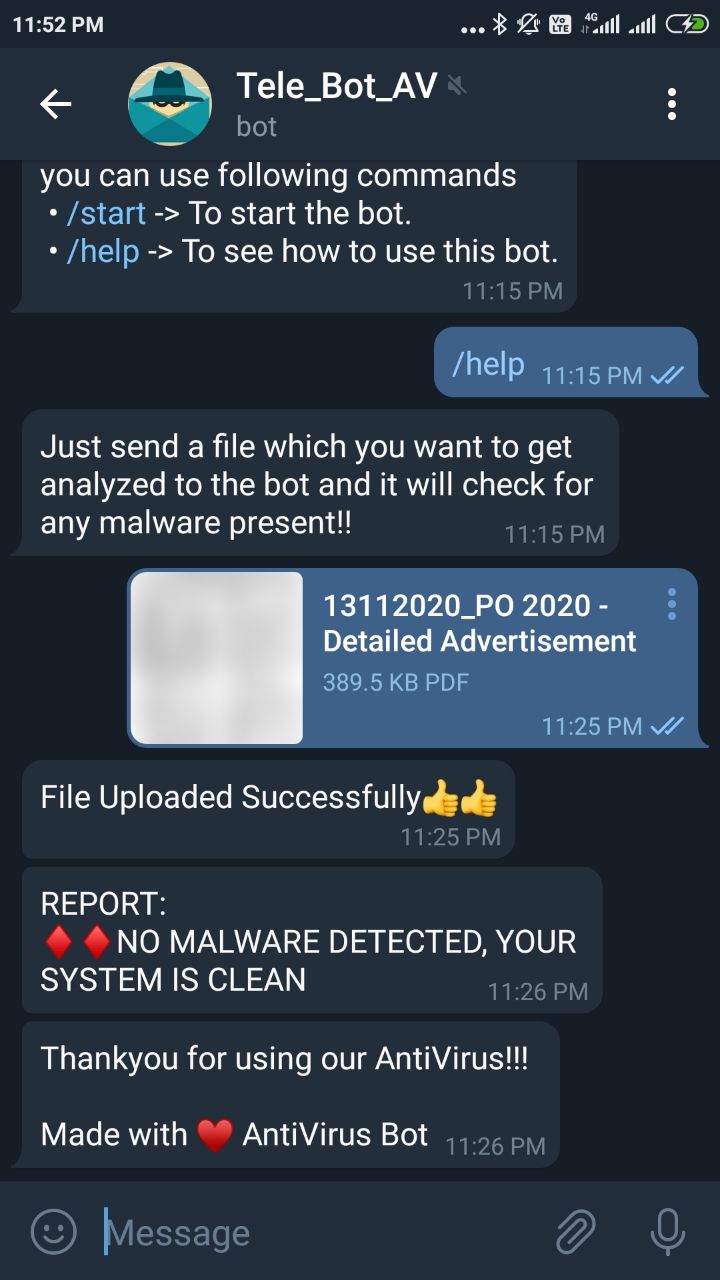 11:52 PM
Vo LTE
4G
Tele_Bot_AV
bot
you can use following commands
• /start -> To start the bot.
• /help -> To see how to use this bot.
11:15 PM
/help 11:15 PM
Just send a file which you want to get
analyzed to the bot and it will check for
any malware present!!
11:15 PM
13112020_PO 2020 -
Detailed Advertisement
389.5 KB PDF
11:25 PM
File Uploaded Successfully👍👍
11:25 PM
REPORT:
♦️♦️NO MALWARE DETECTED, YOUR
SYSTEM IS CLEAN
11:26 PM
Thankyou for using our AntiVirus!!!
Made with ♥️ AntiVirus Bot 11:26 PM
Message